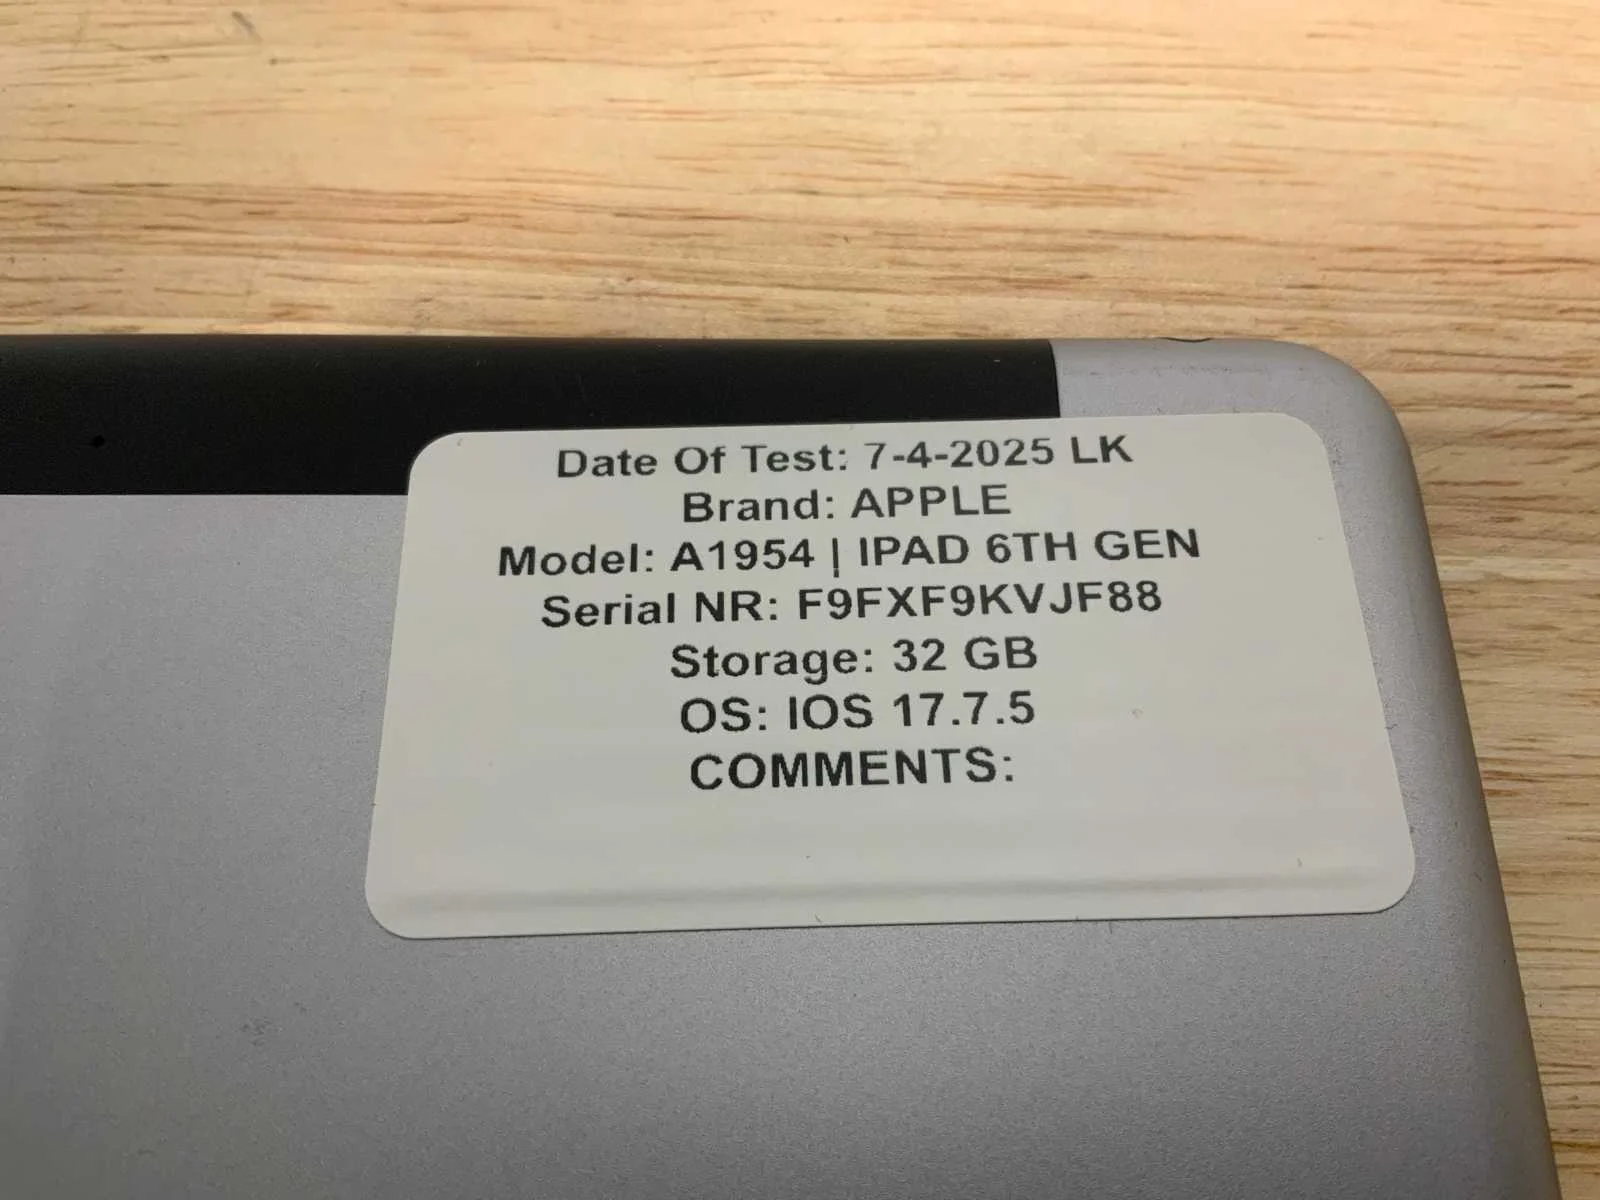 Date Of Test: 7-4-2025 LK
Brand: APPLE
Model: A1954 | IPAD 6TH GEN
Serial NR: F9FXF9KVJF88
Storage: 32 GB
OS: IOS 17.7.5
COMMENTS: